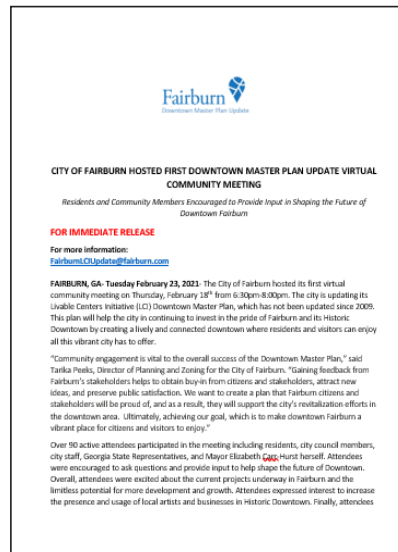 Fairburn
Downtown Master Plan Update
CITY OF FAIRBURN HOSTED FIRST DOWNTOWN MASTER PLAN UPDATE VIRTUAL
COMMUNITY MEETING
Residents and Community Members Encouraged to Provide Input in Shaping the Future of
Downtown Fairburn
FOR IMMEDIATE RELEASE
For more information:
FairburnLCIUpdate@fairburn.com
FAIRBURN, GA- Tuesday February 23, 2021- The City of Fairburn hosted its first virtual
community meeting on Thursday, February 18th from 6:30pm-8:00pm. The city is updating its
Livable Centers Initiative (LCI) Downtown Master Plan, which has not been updated since 2009.
This plan will help the city in continuing to invest in the pride of Fairburn and its Historic
Downtown by creating a lively and connected downtown where residents and visitors can enjoy
all this vibrant city has to offer.
“Community engagement is vital to the overall success of the Downtown Master Plan,” said
Tarika Peeks, Director of Planning and Zoning for the City of Fairburn. “Gaining feedback from
Fairburn’s stakeholders helps to obtain buy-in from citizens and stakeholders, attract new
ideas, and preserve public satisfaction. We want to create a plan that Fairburn citizens and
stakeholders will be proud of, and as a result, they will support the city’s revitalization efforts in
the downtown area. Ultimately, achieving our goal, which is to make downtown Fairburn a
vibrant place for citizens and visitors to enjoy.”
Over 90 active attendees participated in the meeting including residents, city council members,
city staff, Georgia State Representatives, and Mayor Elizabeth Carr-Hurst herself. Attendees
were encouraged to ask questions and provide input to help shape the future of Downtown.
Overall, attendees were excited about the current projects underway in Fairburn and the
limitless potential for more development and growth. Attendees expressed interest to increase
the presence and usage of local artists and businesses in Historic Downtown. Finally, attendees